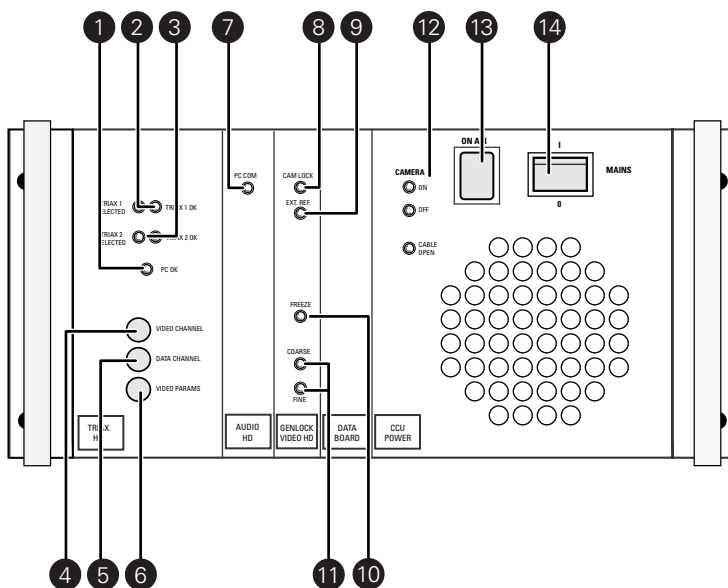 1 2 3 7 8 9 12 13 14
ON AIR
I
MAINS
O
PC COM
CAM LOCK
EXT. REF.
CAMERA
ON
OFF
CABLE
OPEN
TRIAX 1
SELECTED
TRIAX 1 OK
TRIAX 2
SELECTED
TRIAX 2 OK
PC OK
VIDEO CHANNEL
DATA CHANNEL
VIDEO PARAMS
FREEZE
COARSE
FINE
TRIAX
HD
AUDIO
HD
GENLOCK
VIDEO HD
DATA
BOARD
CCU
POWER
4 5 6 11 10